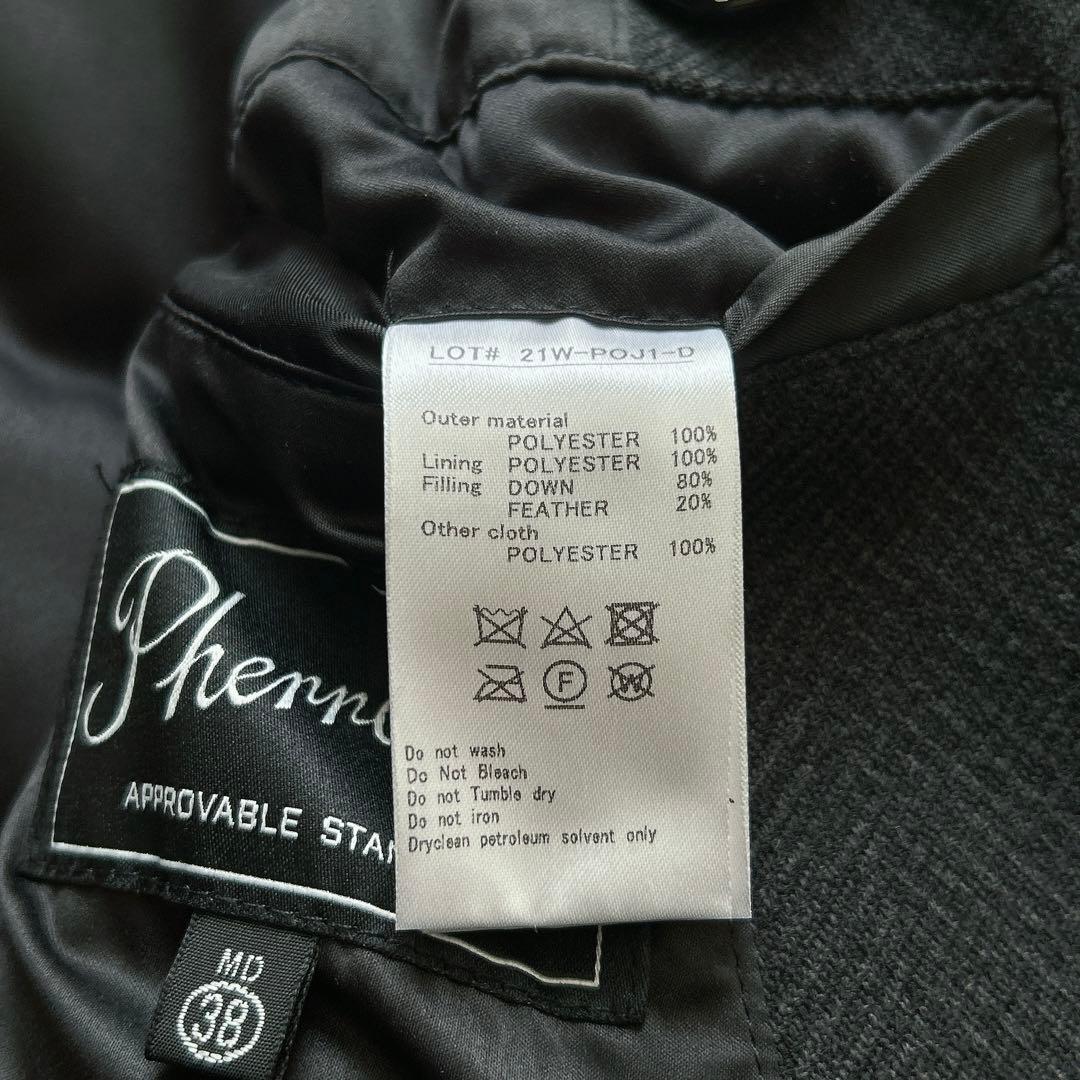 LOT# 21W-POJ1-D
Outer material
POLYESTER 100%
Lining POLYESTER 100%
Filling DOWN 80%
FEATHER 20%
Other cloth
POLYESTER 100%
F
W
Do not wash
Do Not Bleach
Do not Tumble dry
Do not iron
Dryclean petroleum solvent only
APPROVABLE
MD
38